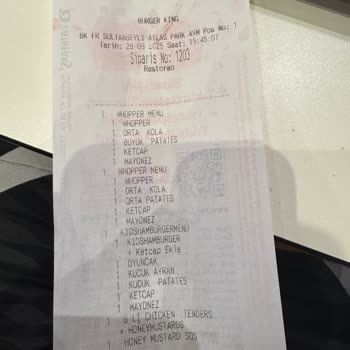 BURGER KING
BK FR SULTANBEYLI ATLAS PARK AVM Pos No: 1
Tarih: 28-08-2025 Saat: 19:45:07
Siparis No: 1203
Restoran
1 WHOPPER MENU
1 WHOPPER
1 ORTA KOLA
1 BUYUK PATATES
1 KETCAP
1 MAYONEZ
1 WHOPPER MENU
1 WHOPPER
1 ORTA KOLA
1 ORTA PATATES
1 KETCAP
1 MAYONEZ
1 KIDSHAMBURGERMENU
1 KIDSHAMBURGER
+ Ketcap Ekle
1 OYUNCAK
1 KUCUK AYRAN
1 KUCUK PATATES
1 KETCAP
1 MAYONEZ
1 6 LI CHICKEN TENDERS
+ HONEYMUSTARDS
1 HONEY MUSTARD SOS